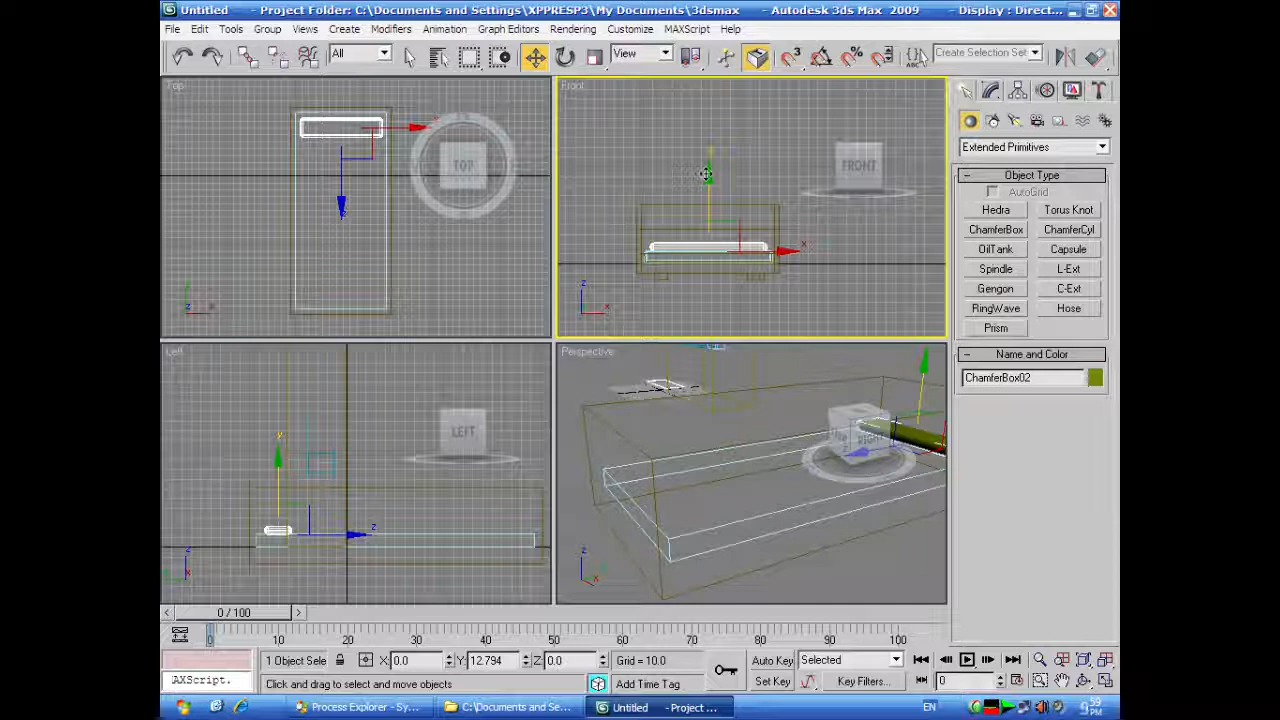 Untitled - Project Folder: C:\Documents and Settings\XPPRESP3\My Documents\3dsmax - Autodesk 3ds Max 2009 - Display : Direct...
File Edit Tools Group Views Create Modifiers Animation Graph Editors Rendering Customize MAXScript Help
All View 3 Create Selection Set
Top Front
TOP FRONT
x x
z x
z x
Extended Primitives
- Object Type
AutoGrid
Hedra Torus Knot
ChamferBox ChamferCyl
OilTank Capsule
Spindle L-Ext
Gengon C-Ext
RingWave Hose
Prism
- Name and Color
ChamferBox02
Left Perspective
LEFT RIGHT
y
z
z x
z x
< 0 / 100 >
0 10 20 30 40 50 60 70 80 90 100
1 Object Sele X: 0.0 Y: 12.794 Z: 0.0 Grid = 10.0 Auto Key Selected
AXScript. Click and drag to select and move objects Add Time Tag Set Key Key Filters... 0
Process Explorer - Sy... C:\Documents and Se... Untitled - Project ... EN :59 PM